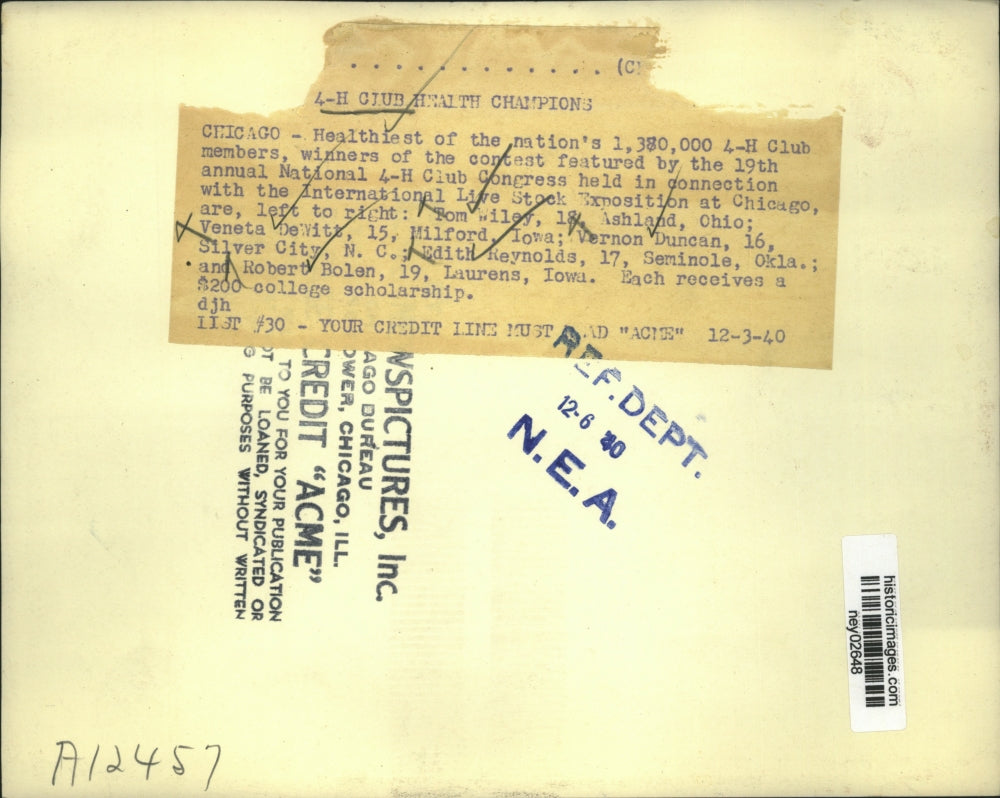 . . . . . . . . . . . . . (C)
4-H CLUB HEALTH CHAMPIONS
CHICAGO - Healthiest of the nation's 1,380,000 4-H Club
members, winners of the contest featured by the 19th
annual National 4-H Club Congress held in connection
with the International Live Stock Exposition at Chicago,
are, left to right: Tom Wiley, 18, Ashland, Ohio;
Veneta DeWitt, 15, Milford, Iowa; Vernon Duncan, 16,
Silver City, N. C.; Edith Reynolds, 17, Seminole, Okla.;
and Robert Bolen, 19, Laurens, Iowa. Each receives a
$200 college scholarship.
djh
LIST #30 - YOUR CREDIT LINE MUST AD "ACME" 12-3-40
WSPICTURES, Inc.
AGO BUREAU
OWER, CHICAGO, ILL.
CREDIT "ACME"
TO YOU FOR YOUR PUBLICATION
OT BE LOANED, SYNDICATED OR
G PURPOSES WITHOUT WRITTEN
REF. DEPT.
12-6 40
N.E.A.
historicimages.com
ney02648
A12457